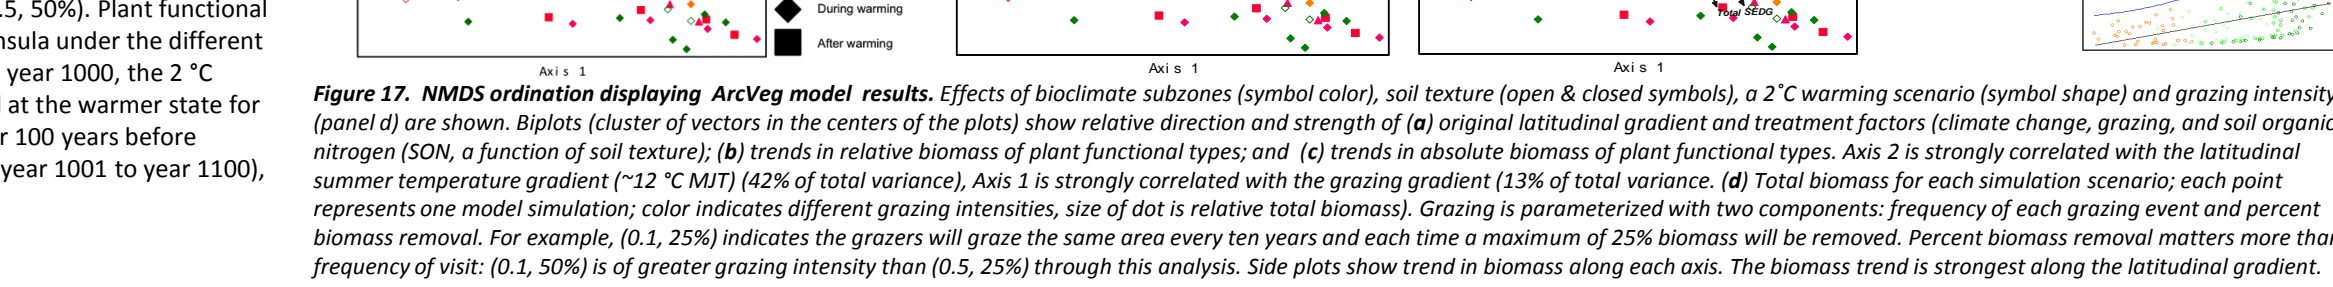 .5, 50%). Plant functional
nsula under the different
year 1000, the 2 °C
at the warmer state for
r 100 years before
year 1001 to year 1100),
During warming
After warming
Total SEDG
Axis 1
Axis 1
Axis 1
Figure 17. NMDS ordination displaying ArcVeg model results. Effects of bioclimate subzones (symbol color), soil texture (open & closed symbols), a 2˚C warming scenario (symbol shape) and grazing intensity
(panel d) are shown. Biplots (cluster of vectors in the centers of the plots) show relative direction and strength of (a) original latitudinal gradient and treatment factors (climate change, grazing, and soil organic
nitrogen (SON, a function of soil texture); (b) trends in relative biomass of plant functional types; and (c) trends in absolute biomass of plant functional types. Axis 2 is strongly correlated with the latitudinal
summer temperature gradient (~12 °C MJT) (42% of total variance), Axis 1 is strongly correlated with the grazing gradient (13% of total variance. (d) Total biomass for each simulation scenario; each point
represents one model simulation; color indicates different grazing intensities, size of dot is relative total biomass). Grazing is parameterized with two components: frequency of each grazing event and percent
biomass removal. For example, (0.1, 25%) indicates the grazers will graze the same area every ten years and each time a maximum of 25% biomass will be removed. Percent biomass removal matters more than
frequency of visit: (0.1, 50%) is of greater grazing intensity than (0.5, 25%) through this analysis. Side plots show trend in biomass along each axis. The biomass trend is strongest along the latitudinal gradient.